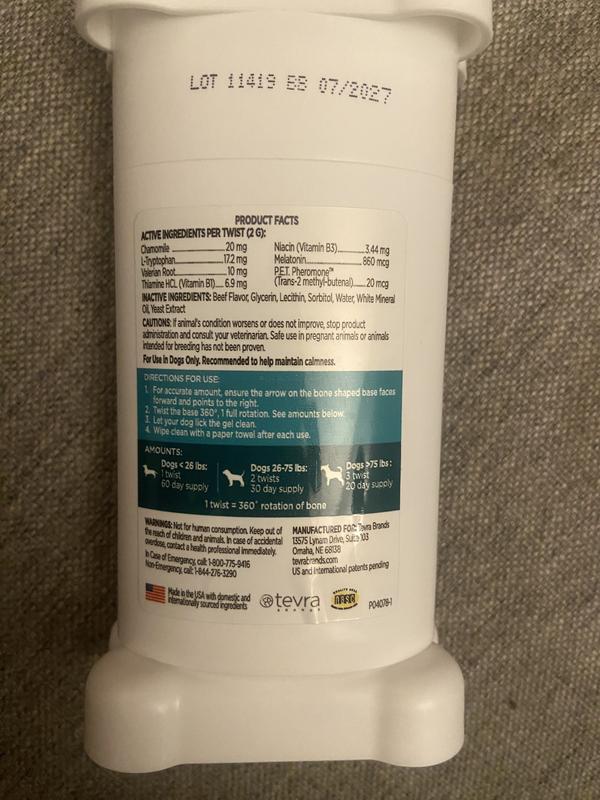 LOT 11419 BB 07/2027
PRODUCT FACTS
ACTIVE INGREDIENTS PER TWIST (2 G):
Chamomile 20 mg
L-Tryptophan 17.2 mg
Valerian Root 10 mg
Thiamine HCL (Vitamin B1) 6.9 mg
Niacin (Vitamin B3) 3.44 mg
Melatonin 860 mcg
P.E.T. Pheromone™
(Trans-2 methyl-butenal) 20 mcg
INACTIVE INGREDIENTS: Beef Flavor, Glycerin, Lecithin, Sorbitol, Water, White Mineral
Oil, Yeast Extract
CAUTIONS: If animal's condition worsens or does not improve, stop product
administration and consult your veterinarian. Safe use in pregnant animals or animals
intended for breeding has not been proven.
For Use in Dogs Only. Recommended to help maintain calmness.
DIRECTIONS FOR USE:
1. For accurate amount, ensure the arrow on the bone shaped base faces
forward and points to the right.
2. Twist the base 360°, 1 full rotation. See amounts below.
3. Let your dog lick the gel clean.
4. Wipe clean with a paper towel after each use.
AMOUNTS:
Dogs < 26 lbs:
1 twist
60 day supply
Dogs 26-75 lbs:
2 twists
30 day supply
Dogs >75 lbs :
3 twist
20 day supply
1 twist = 360° rotation of bone
WARNINGS: Not for human consumption. Keep out of
the reach of children and animals. In case of accidental
overdose, contact a health professional immediately.
In Case of Emergency, call: 1-800-775-9416
Non-Emergency, call: 1-844-276-3290
MANUFACTURED FOR: Tevra Brands
13575 Lynam Drive, Suite 103
Omaha, NE 68138
tevrabrands.com
US and International patents pending
Made in the USA with domestic and
internationally sourced ingredients
tevra
BRANDS
QUALITY SEAL
nasc
P04078-1